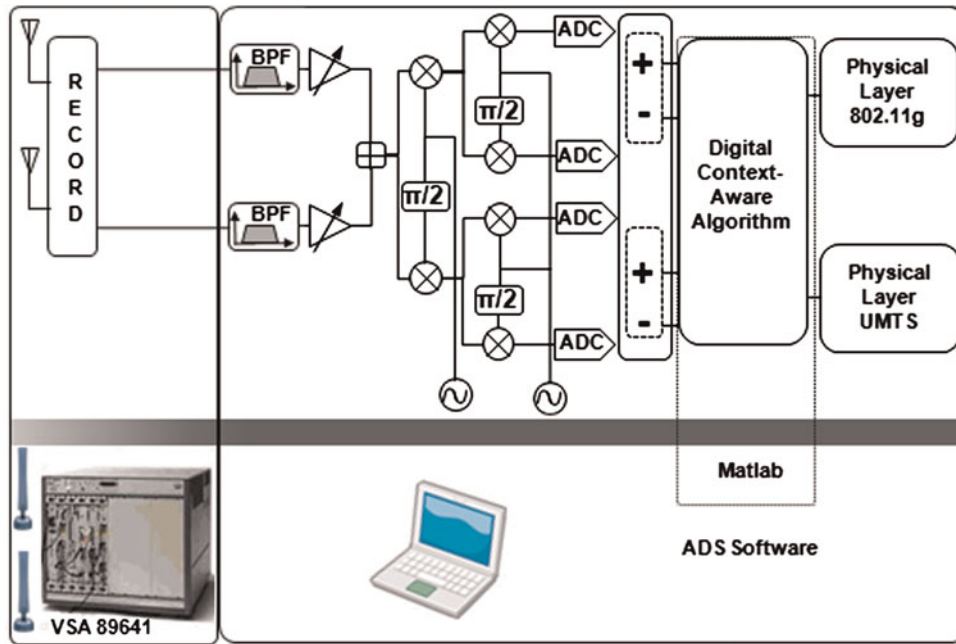 RECORD
BPF
BPF
π/2
π/2
π/2
ADC
ADC
ADC
ADC
+
-
+
-
Digital
Context-
Aware
Algorithm
Physical
Layer
802.11g
Physical
Layer
UMTS
Matlab
ADS Software
VSA 89641